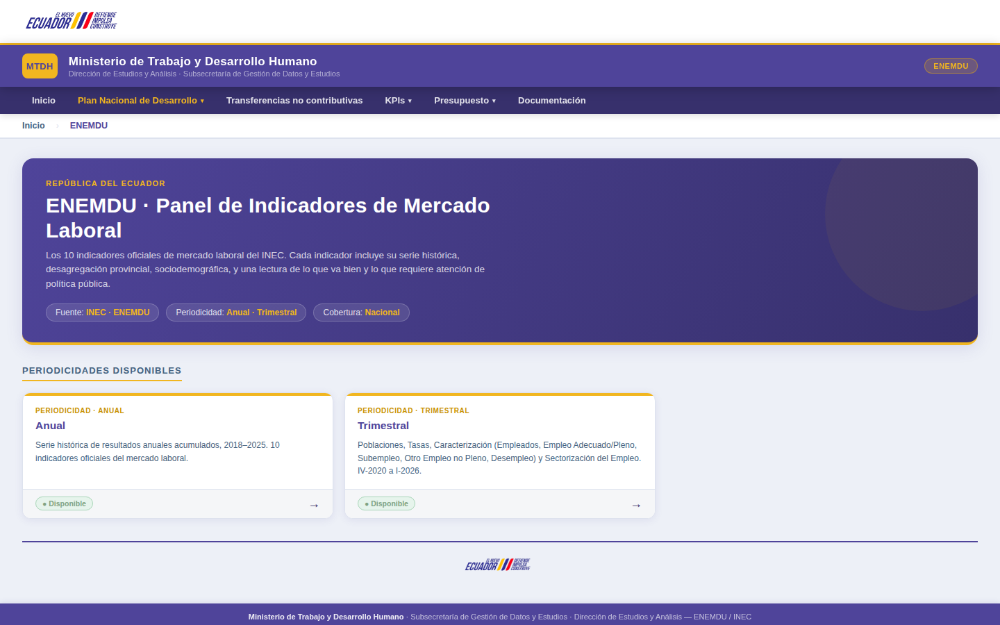 EL NUEVO
ECUADOR
DEFIENDE
IMPULSA
CONSTRUYE
MTDH
Ministerio de Trabajo y Desarrollo Humano
Dirección de Estudios y Análisis · Subsecretaría de Gestión de Datos y Estudios
ENEMDU
Inicio
Plan Nacional de Desarrollo ▾
Transferencias no contributivas
KPIs ▾
Presupuesto ▾
Documentación
Inicio › ENEMDU
REPÚBLICA DEL ECUADOR
ENEMDU · Panel de Indicadores de Mercado
Laboral
Los 10 indicadores oficiales de mercado laboral del INEC. Cada indicador incluye su serie histórica,
desagregación provincial, sociodemográfica, y una lectura de lo que va bien y lo que requiere atención de
política pública.
Fuente: INEC · ENEMDU
Periodicidad: Anual · Trimestral
Cobertura: Nacional
PERIODICIDADES DISPONIBLES
PERIODICIDAD · ANUAL
Anual
Serie histórica de resultados anuales acumulados, 2018–2025. 10
indicadores oficiales del mercado laboral.
● Disponible →
PERIODICIDAD · TRIMESTRAL
Trimestral
Poblaciones, Tasas, Caracterización (Empleados, Empleo Adecuado/Pleno,
Subempleo, Otro Empleo no Pleno, Desempleo) y Sectorización del Empleo.
IV-2020 a I-2026.
● Disponible →
EL NUEVO
ECUADOR
DEFIENDE
IMPULSA
CONSTRUYE
Ministerio de Trabajo y Desarrollo Humano · Subsecretaría de Gestión de Datos y Estudios · Dirección de Estudios y Análisis — ENEMDU / INEC